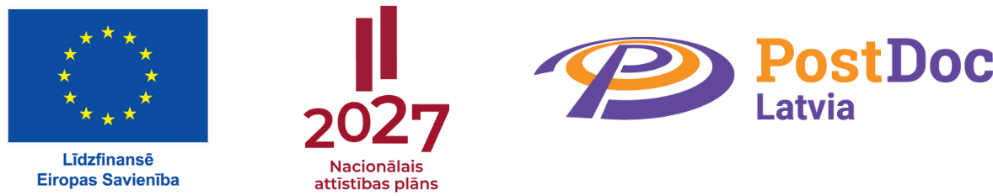 Līdzfinansē
Eiropas Savienība
2027
Nacionālais
attīstības plāns
PostDoc
Latvia